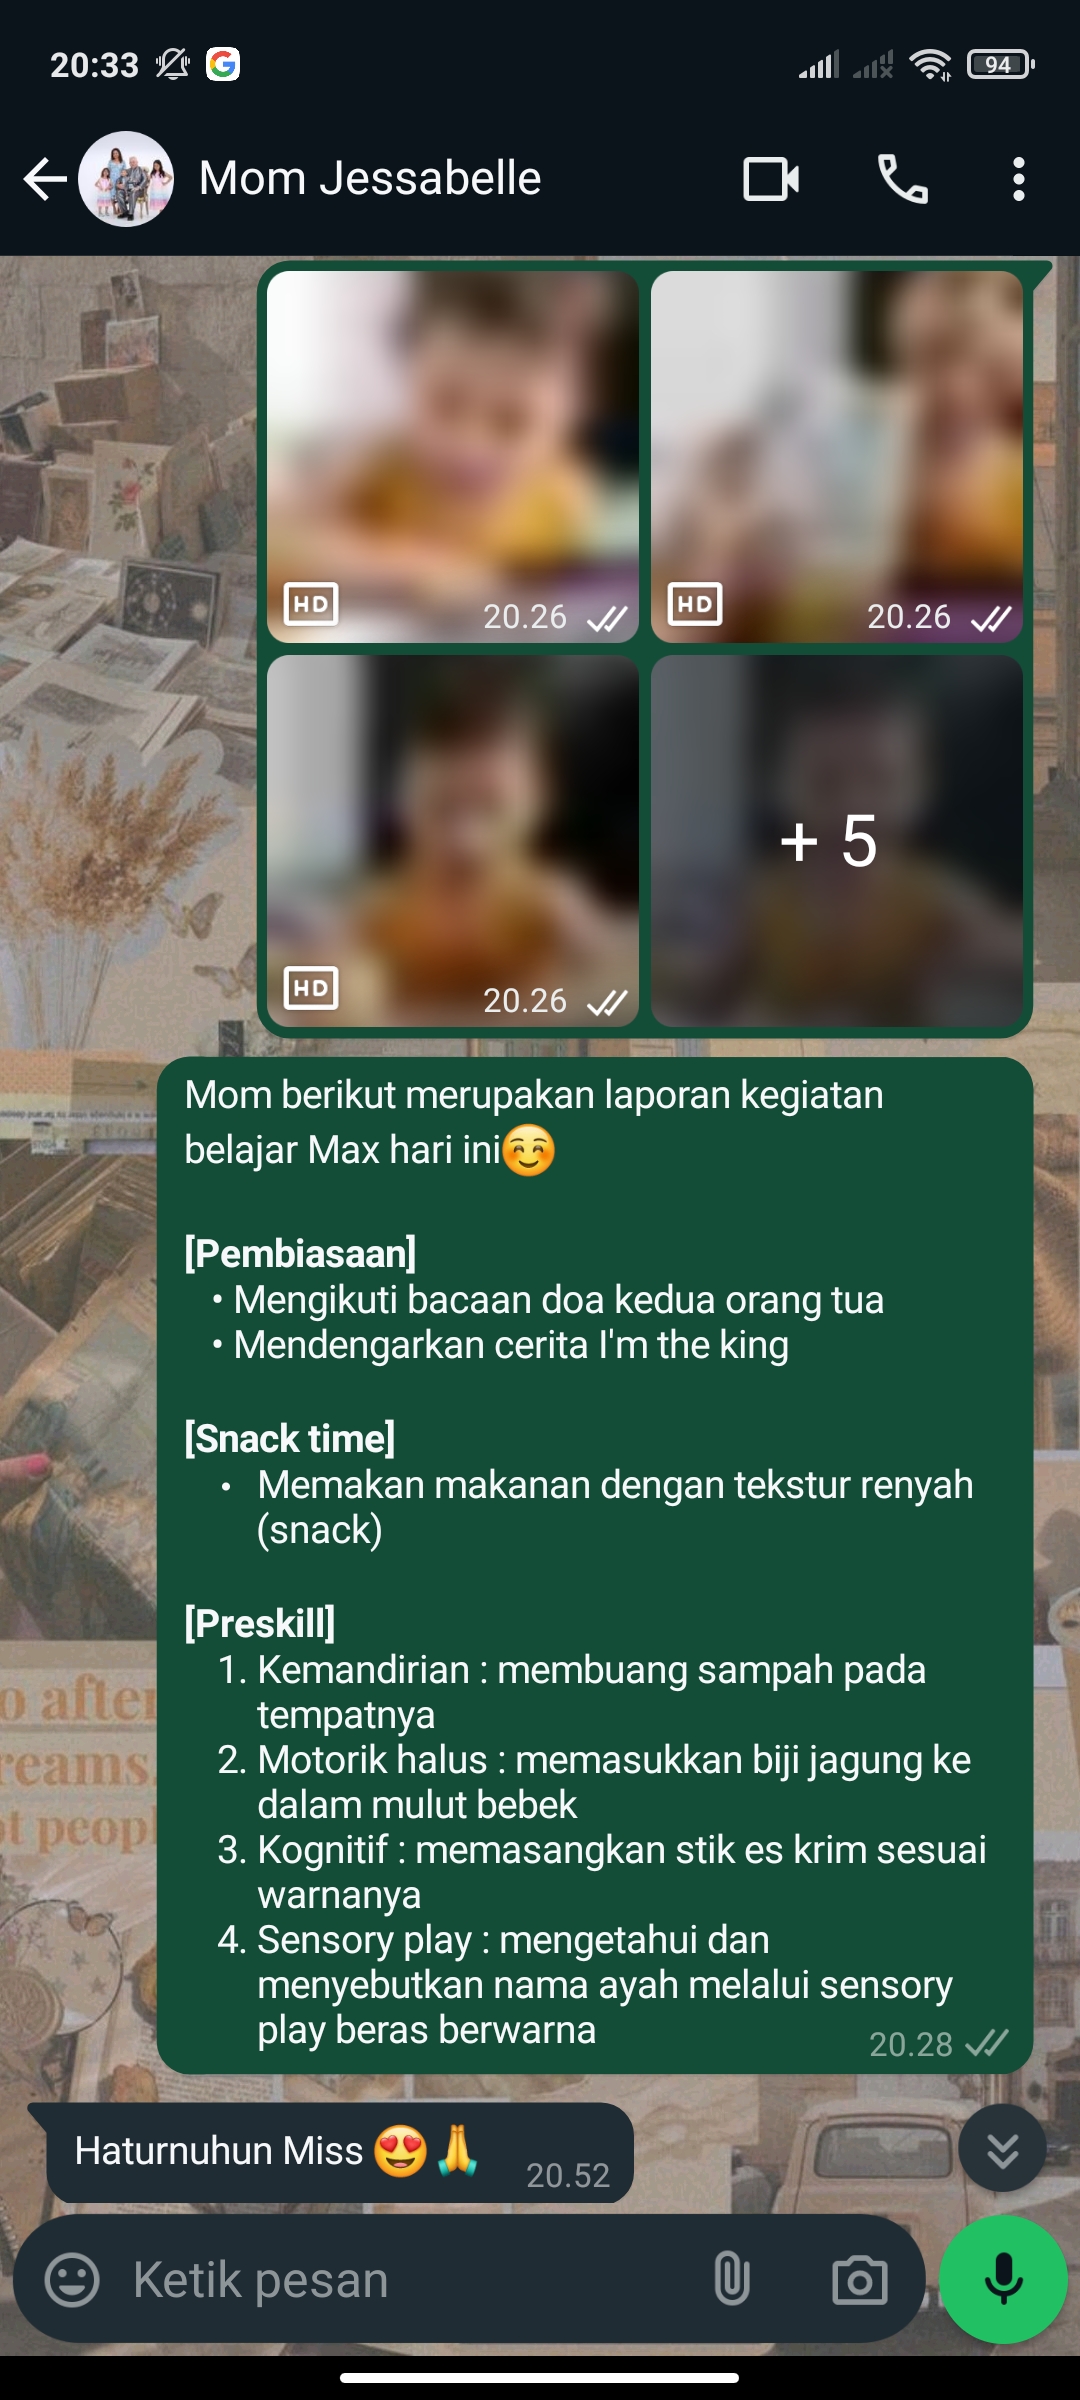 20:33
94
Mom Jessabelle
HD
20.26
HD
20.26
HD
20.26
+ 5
Mom berikut merupakan laporan kegiatan
belajar Max hari ini☺️
[Pembiasaan]
• Mengikuti bacaan doa kedua orang tua
• Mendengarkan cerita I'm the king
[Snack time]
• Memakan makanan dengan tekstur renyah
(snack)
[Preskill]
1. Kemandirian : membuang sampah pada
tempatnya
2. Motorik halus : memasukkan biji jagung ke
dalam mulut bebek
3. Kognitif : memasangkan stik es krim sesuai
warnanya
4. Sensory play : mengetahui dan
menyebutkan nama ayah melalui sensory
play beras berwarna
20.28
o after
reams.
ot peopl
Haturnuhun Miss 😍🙏
20.52
Ketik pesan